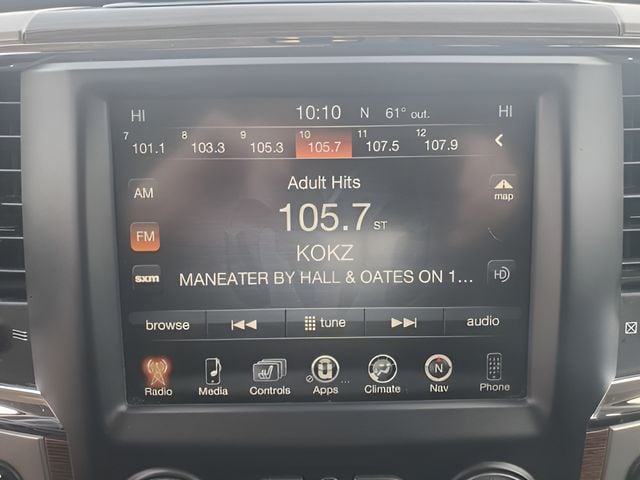 HI 10:10 N 61° out. HI
7 101.1 8 103.3 9 105.3 10 105.7 11 107.5 12 107.9
Adult Hits
AM
105.7 ST
map
FM
KOKZ
sxm MANEATER BY HALL & OATES ON 1... HD
browse tune audio
Radio Media Controls Apps Climate N Nav Phone